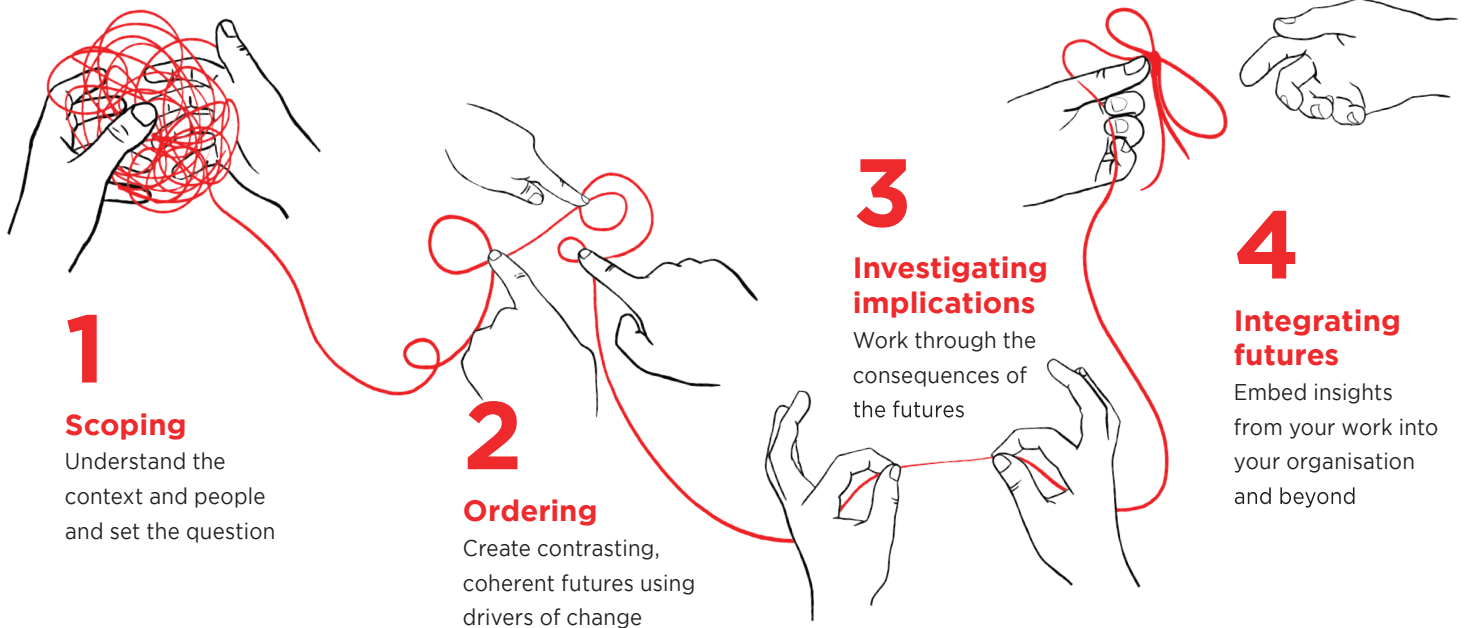 1
Scoping
Understand the
context and people
and set the question
2
Ordering
Create contrasting,
coherent futures using
drivers of change
3
Investigating
implications
Work through the
consequences of
the futures
4
Integrating
futures
Embed insights
from your work into
your organisation
and beyond